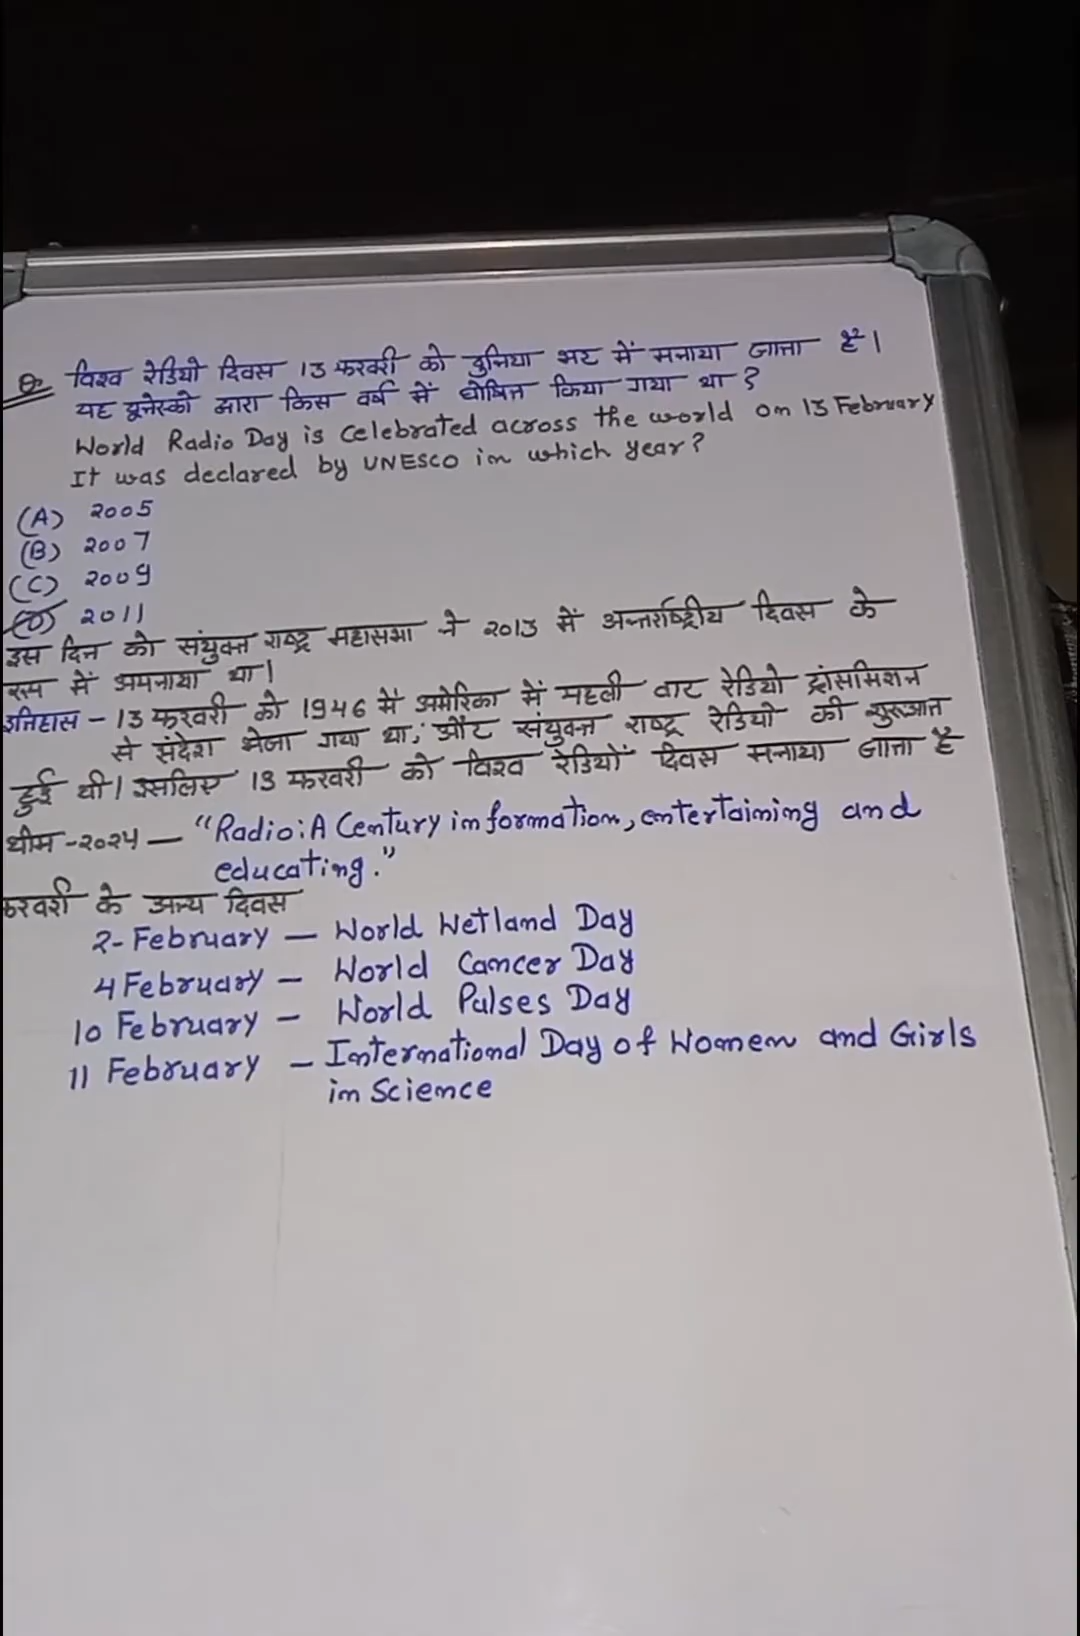 Q. विश्व रेडियो दिवस 13 फरवरी को दुनिया भर में मनाया जाता है।
यह यूनेस्को द्वारा किस वर्ष में घोषित किया गया था?
World Radio Day is celebrated across the world on 13 February
It was declared by UNESCO in which year?
(A) 2005
(B) 2007
(C) 2009
(D) 2011
इस दिन को संयुक्त राष्ट्र महासभा ने 2013 में अन्तर्राष्ट्रीय दिवस के
रूप में अपनाया था।
इतिहास - 13 फरवरी को 1946 में अमेरिका में पहली बार रेडियो ट्रांसमिशन
से संदेश भेजा गया था, और संयुक्त राष्ट्र रेडियो की शुरूआत
हुई थी। इसलिए 13 फरवरी को विश्व रेडियों दिवस मनाया जाता है
थीम -2024 — "Radio: A Century information, entertaining and
educating."
फरवरी के अन्य दिवस
2- February — World Wetland Day
4 February — World Cancer Day
10 February — World Pulses Day
11 February — International Day of Women and Girls
in Science